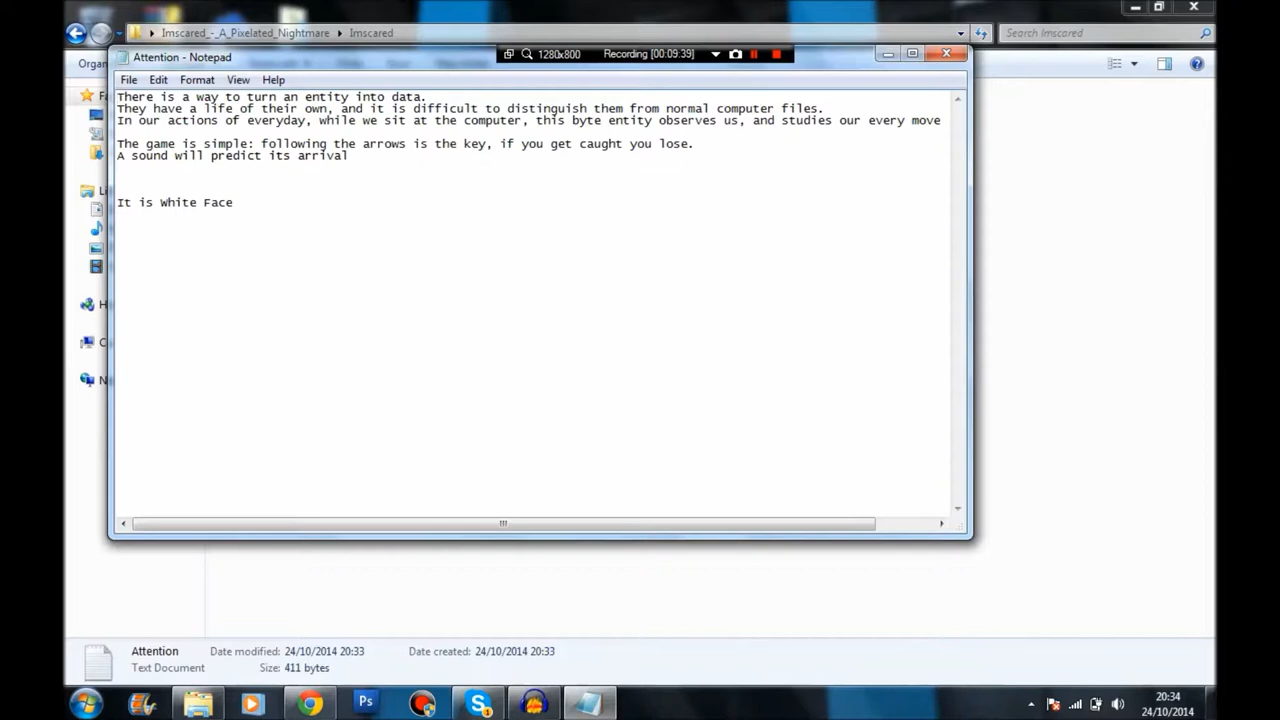 Imscared_-_A_Pixelated_Nightmare Imscared
Search Imscared
Attention - Notepad
1280x800 Recording [00:09:39]
Organ
File Edit Format View Help
There is a way to turn an entity into data.
They have a life of their own, and it is difficult to distinguish them from normal computer files.
In our actions of everyday, while we sit at the computer, this byte entity observes us, and studies our every move
The game is simple: following the arrows is the key, if you get caught you lose.
A sound will predict its arrival
It is White Face
Attention Date modified: 24/10/2014 20:33 Date created: 24/10/2014 20:33
Text Document Size: 411 bytes
Ps
20:34
24/10/2014